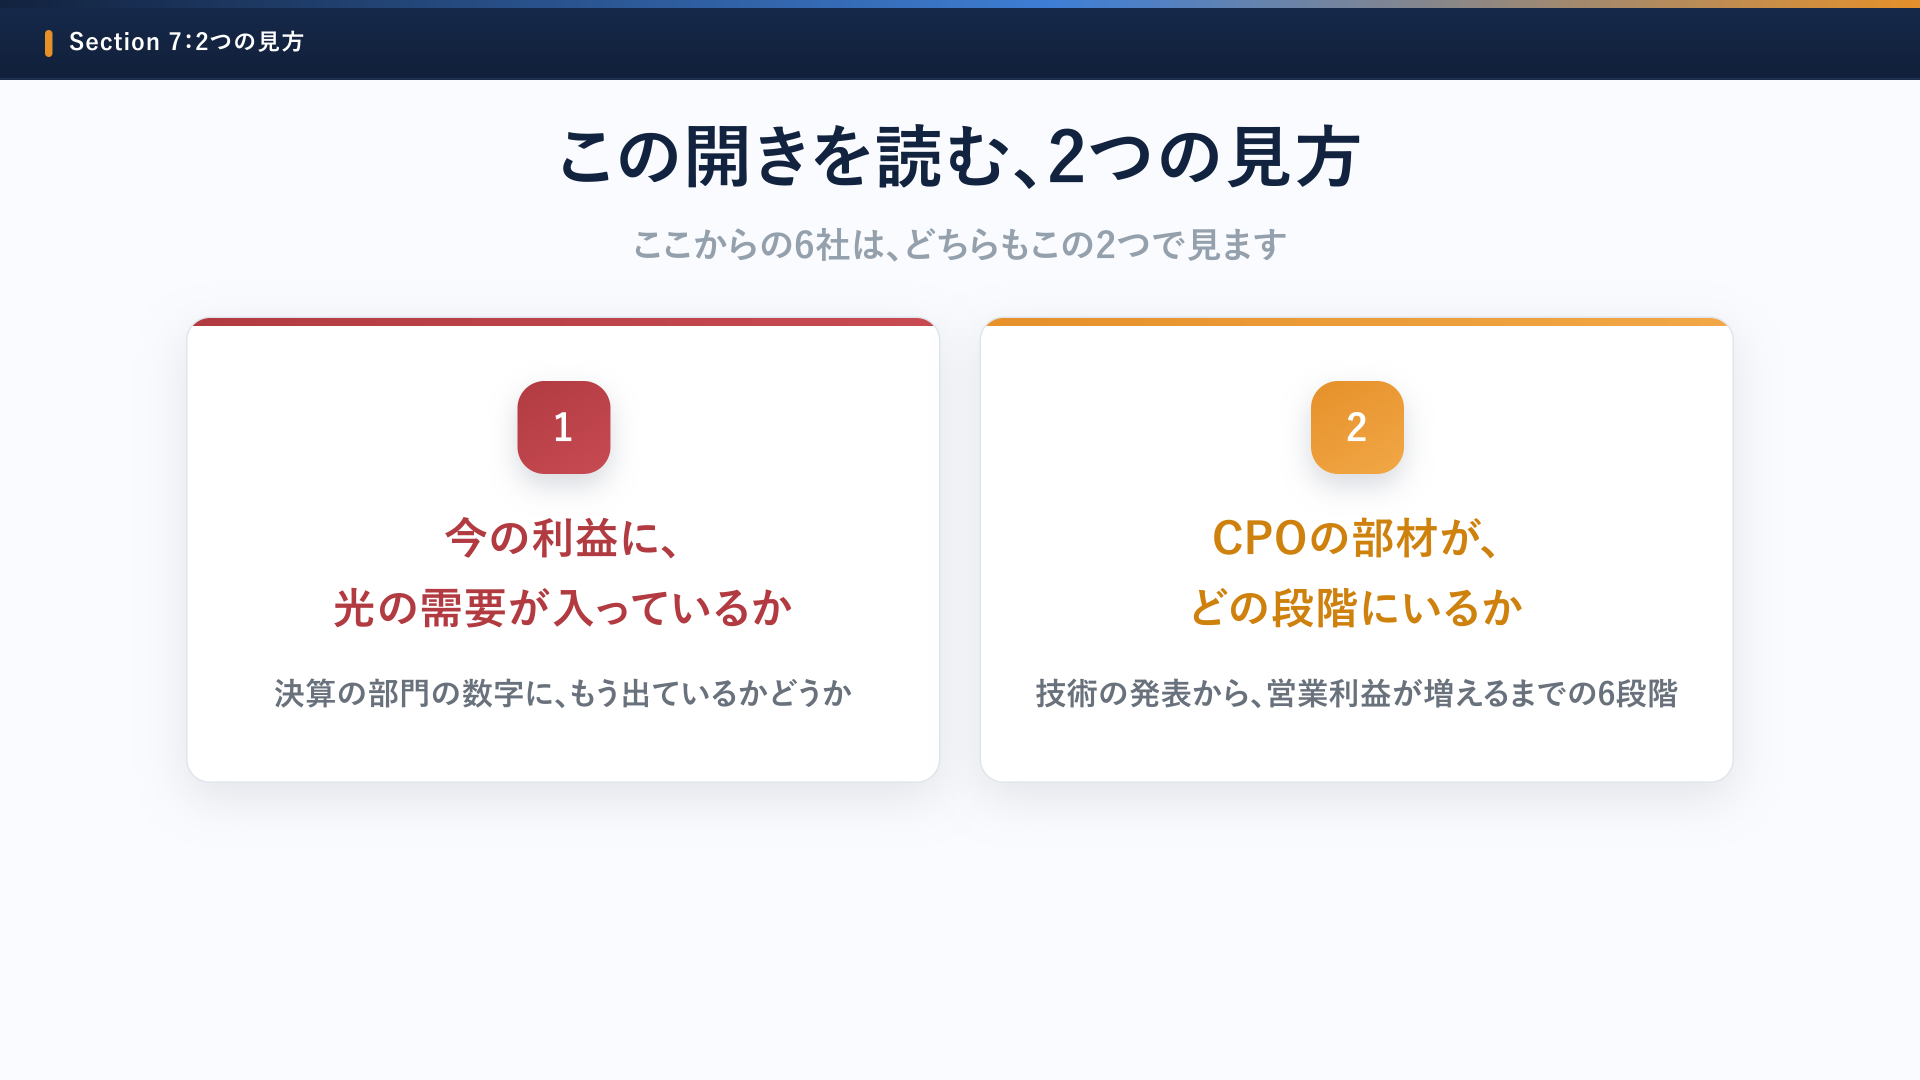 Section 7：2つの見方
この開きを読む、2つの見方
ここからの6社は、どちらもこの2つで見ます
1
今の利益に、
光の需要が入っているか
決算の部門の数字に、もう出ているかどうか
2
CPOの部材が、
どの段階にいるか
技術の発表から、営業利益が増えるまでの6段階